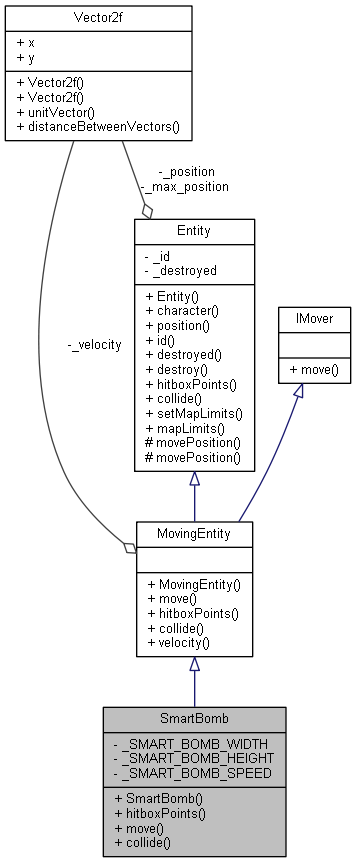 Vector2f
+ x
+ y
+ Vector2f()
+ Vector2f()
+ unitVector()
+ distanceBetweenVectors()
-_position
-_max_position
Entity
- _id
- _destroyed
+ Entity()
+ character()
+ position()
+ id()
+ destroyed()
+ destroy()
+ hitboxPoints()
+ collide()
+ setMapLimits()
+ mapLimits()
# movePosition()
# movePosition()
IMover
+ move()
-_velocity
MovingEntity
+ MovingEntity()
+ move()
+ hitboxPoints()
+ collide()
+ velocity()
SmartBomb
- _SMART_BOMB_WIDTH
- _SMART_BOMB_HEIGHT
- _SMART_BOMB_SPEED
+ SmartBomb()
+ hitboxPoints()
+ move()
+ collide()